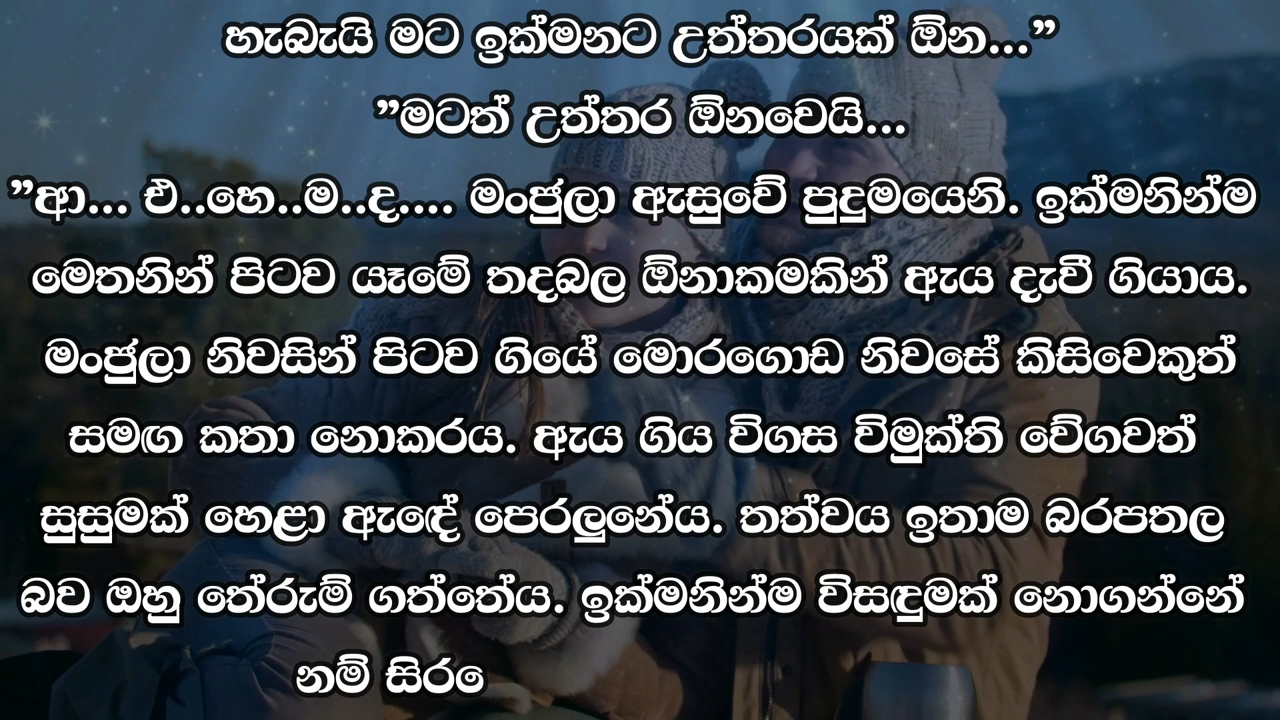 හැබැයි මට ඉක්මනට උත්තරයක් ඕන...”
”මටත් උත්තර ඕනවෙයි...
”ආ... එ..හෙ..ම..ද.... මංජුලා ඇසුවේ පුදුමයෙනි. ඉක්මනින්ම
මෙතනින් පිටව යෑමේ තදබල ඕනාකමකින් ඇය දැවී ගියාය.
මංජුලා නිවසින් පිටව ගියේ මොරගොඩ නිවසේ කිසිවෙකුත්
සමඟ කතා නොකරය. ඇය ගිය විගස විමුක්ති වේගවත්
සුසුමක් හෙළා ඇඳේ පෙරලුනේය. තත්වය ඉතාම බරපතල
බව ඔහු තේරුම් ගත්තේය. ඉක්මනින්ම විසඳුමක් නොගන්නේ
නම් සිරෙ